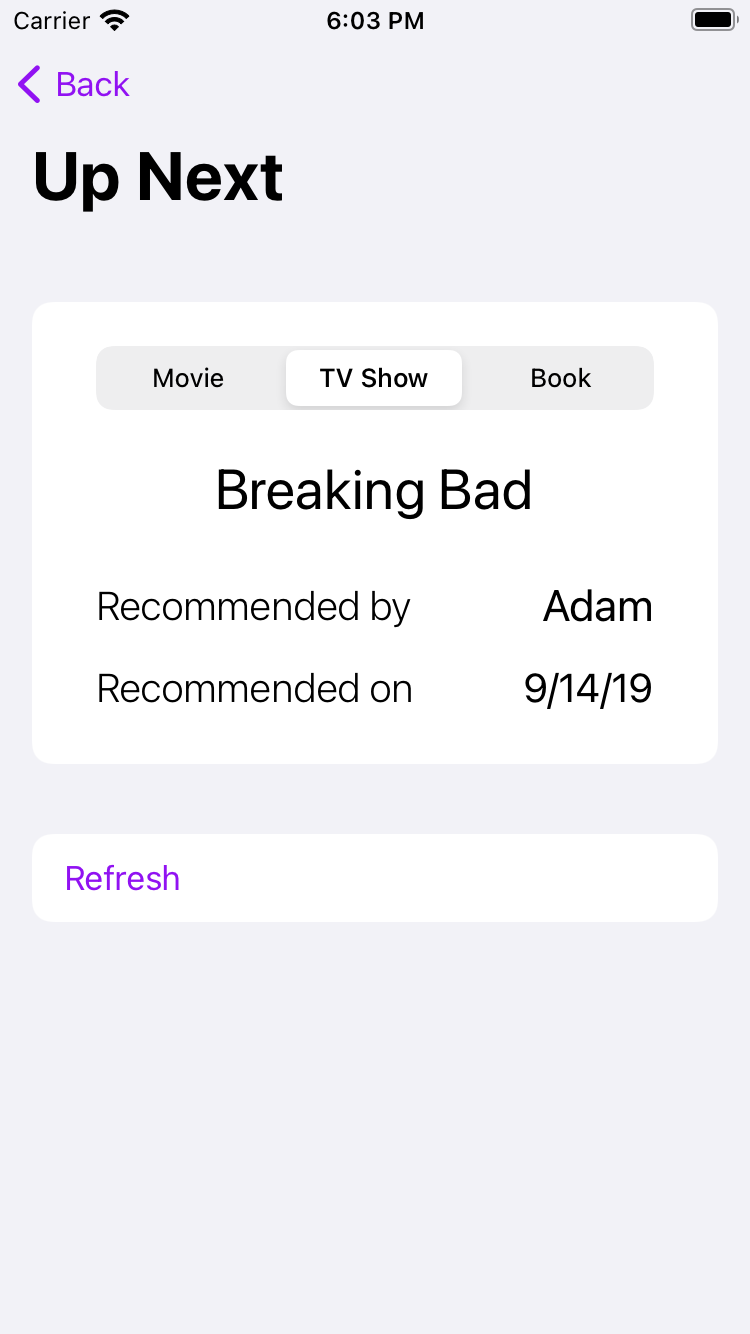 Carrier 6:03 PM
Back
Up Next
Movie TV Show Book
Breaking Bad
Recommended by Adam
Recommended on 9/14/19
Refresh